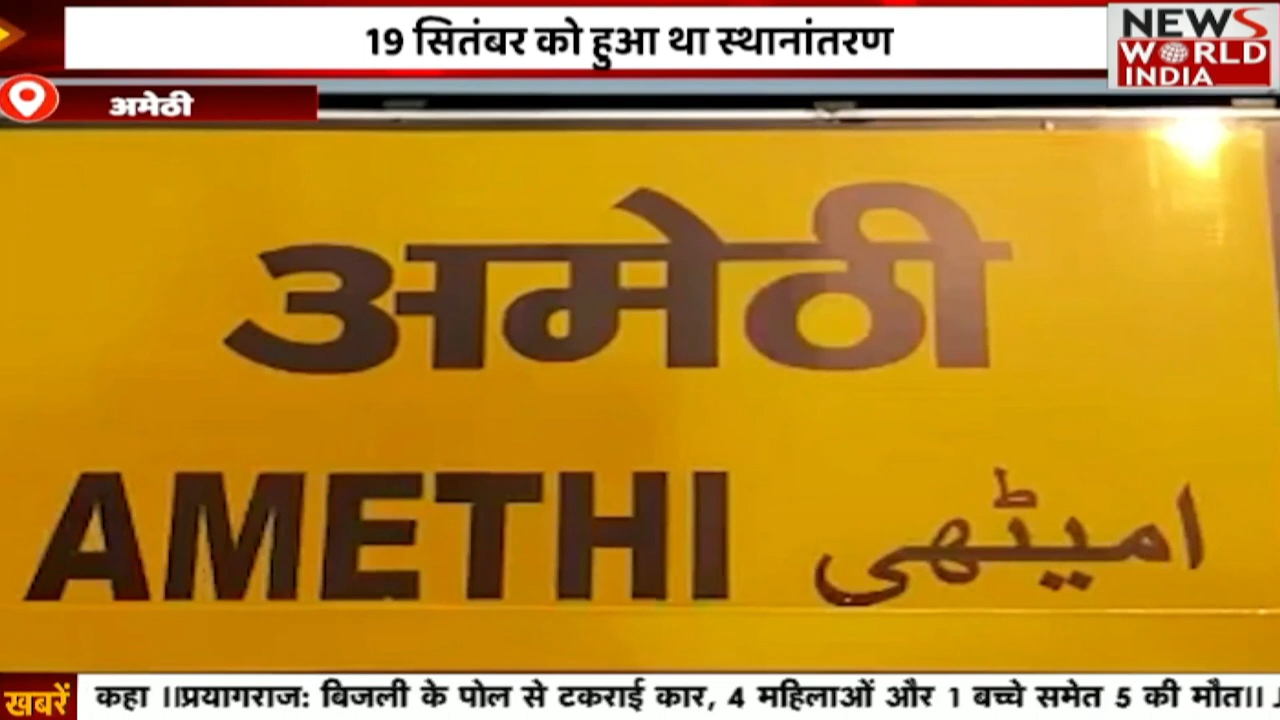 19 सितंबर को हुआ था स्थानांतरण
NEWS
WORLD
INDIA
अमेठी
अमेठी
AMETHI امیٹھی
खबरें कहा ||प्रयागराज: बिजली के पोल से टकराई कार, 4 महिलाओं और 1 बच्चे समेत 5 की मौत||